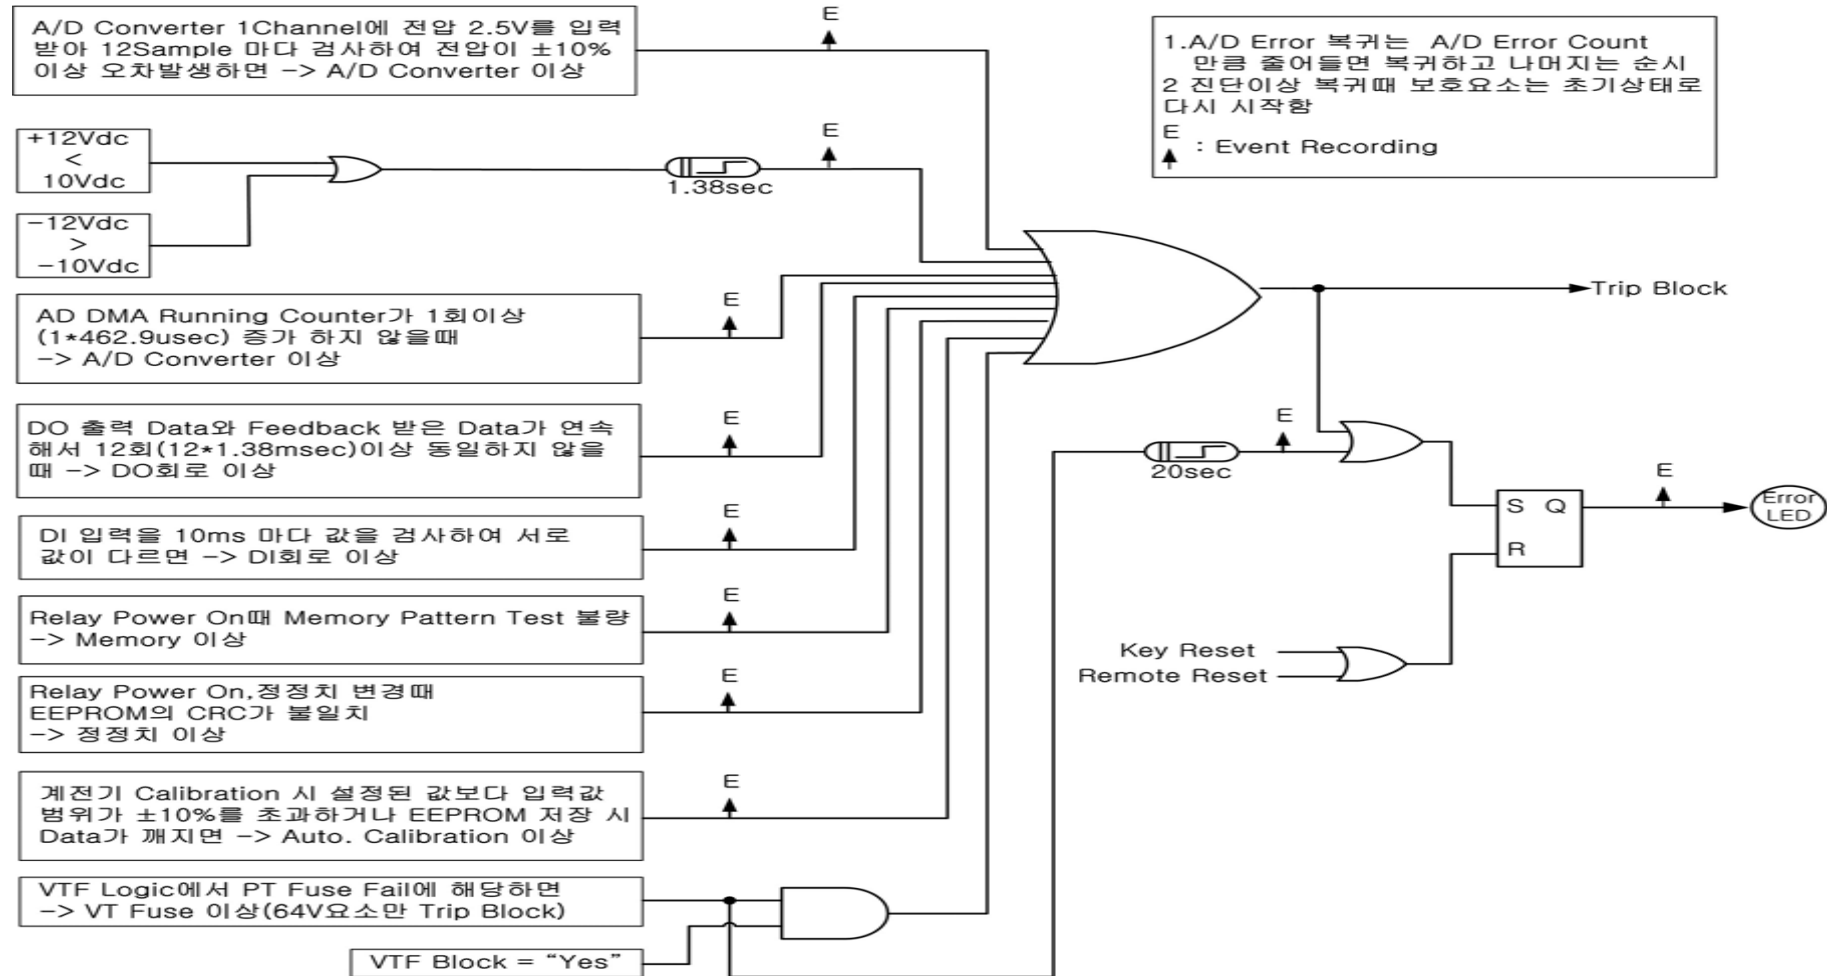 A/D Converter 1Channel에 전압 2.5V를 입력
받아 12Sample 마다 검사하여 전압이 ±10%
이상 오차발생하면 -> A/D Converter 이상
E
1.A/D Error 복귀는 A/D Error Count
만큼 줄어들면 복귀하고 나머지는 순시
2 진단이상 복귀때 보호요소는 초기상태로
다시 시작함
E
: Event Recording
+12Vdc
<
10Vdc
E
1.38sec
-12Vdc
>
-10Vdc
AD DMA Running Counter가 1회이상
(1*462.9usec) 증가 하지 않을때
-> A/D Converter 이상
E
Trip Block
DO 출력 Data와 Feedback 받은 Data가 연속
해서 12회(12*1.38msec)이상 동일하지 않을
때 -> DO회로 이상
E
E
20sec
DI 입력을 10ms 마다 값을 검사하여 서로
값이 다르면 -> DI회로 이상
E
S Q
R
E
Error
LED
Relay Power On때 Memory Pattern Test 불량
-> Memory 이상
E
Key Reset
Remote Reset
Relay Power On,정정치 변경때
EEPROM의 CRC가 불일치
-> 정정치 이상
E
계전기 Calibration 시 설정된 값보다 입력값
범위가 ±10%를 초과하거나 EEPROM 저장 시
Data가 깨지면 -> Auto. Calibration 이상
E
VTF Logic에서 PT Fuse Fail에 해당하면
-> VT Fuse 이상(64V요소만 Trip Block)
VTF Block = “Yes”